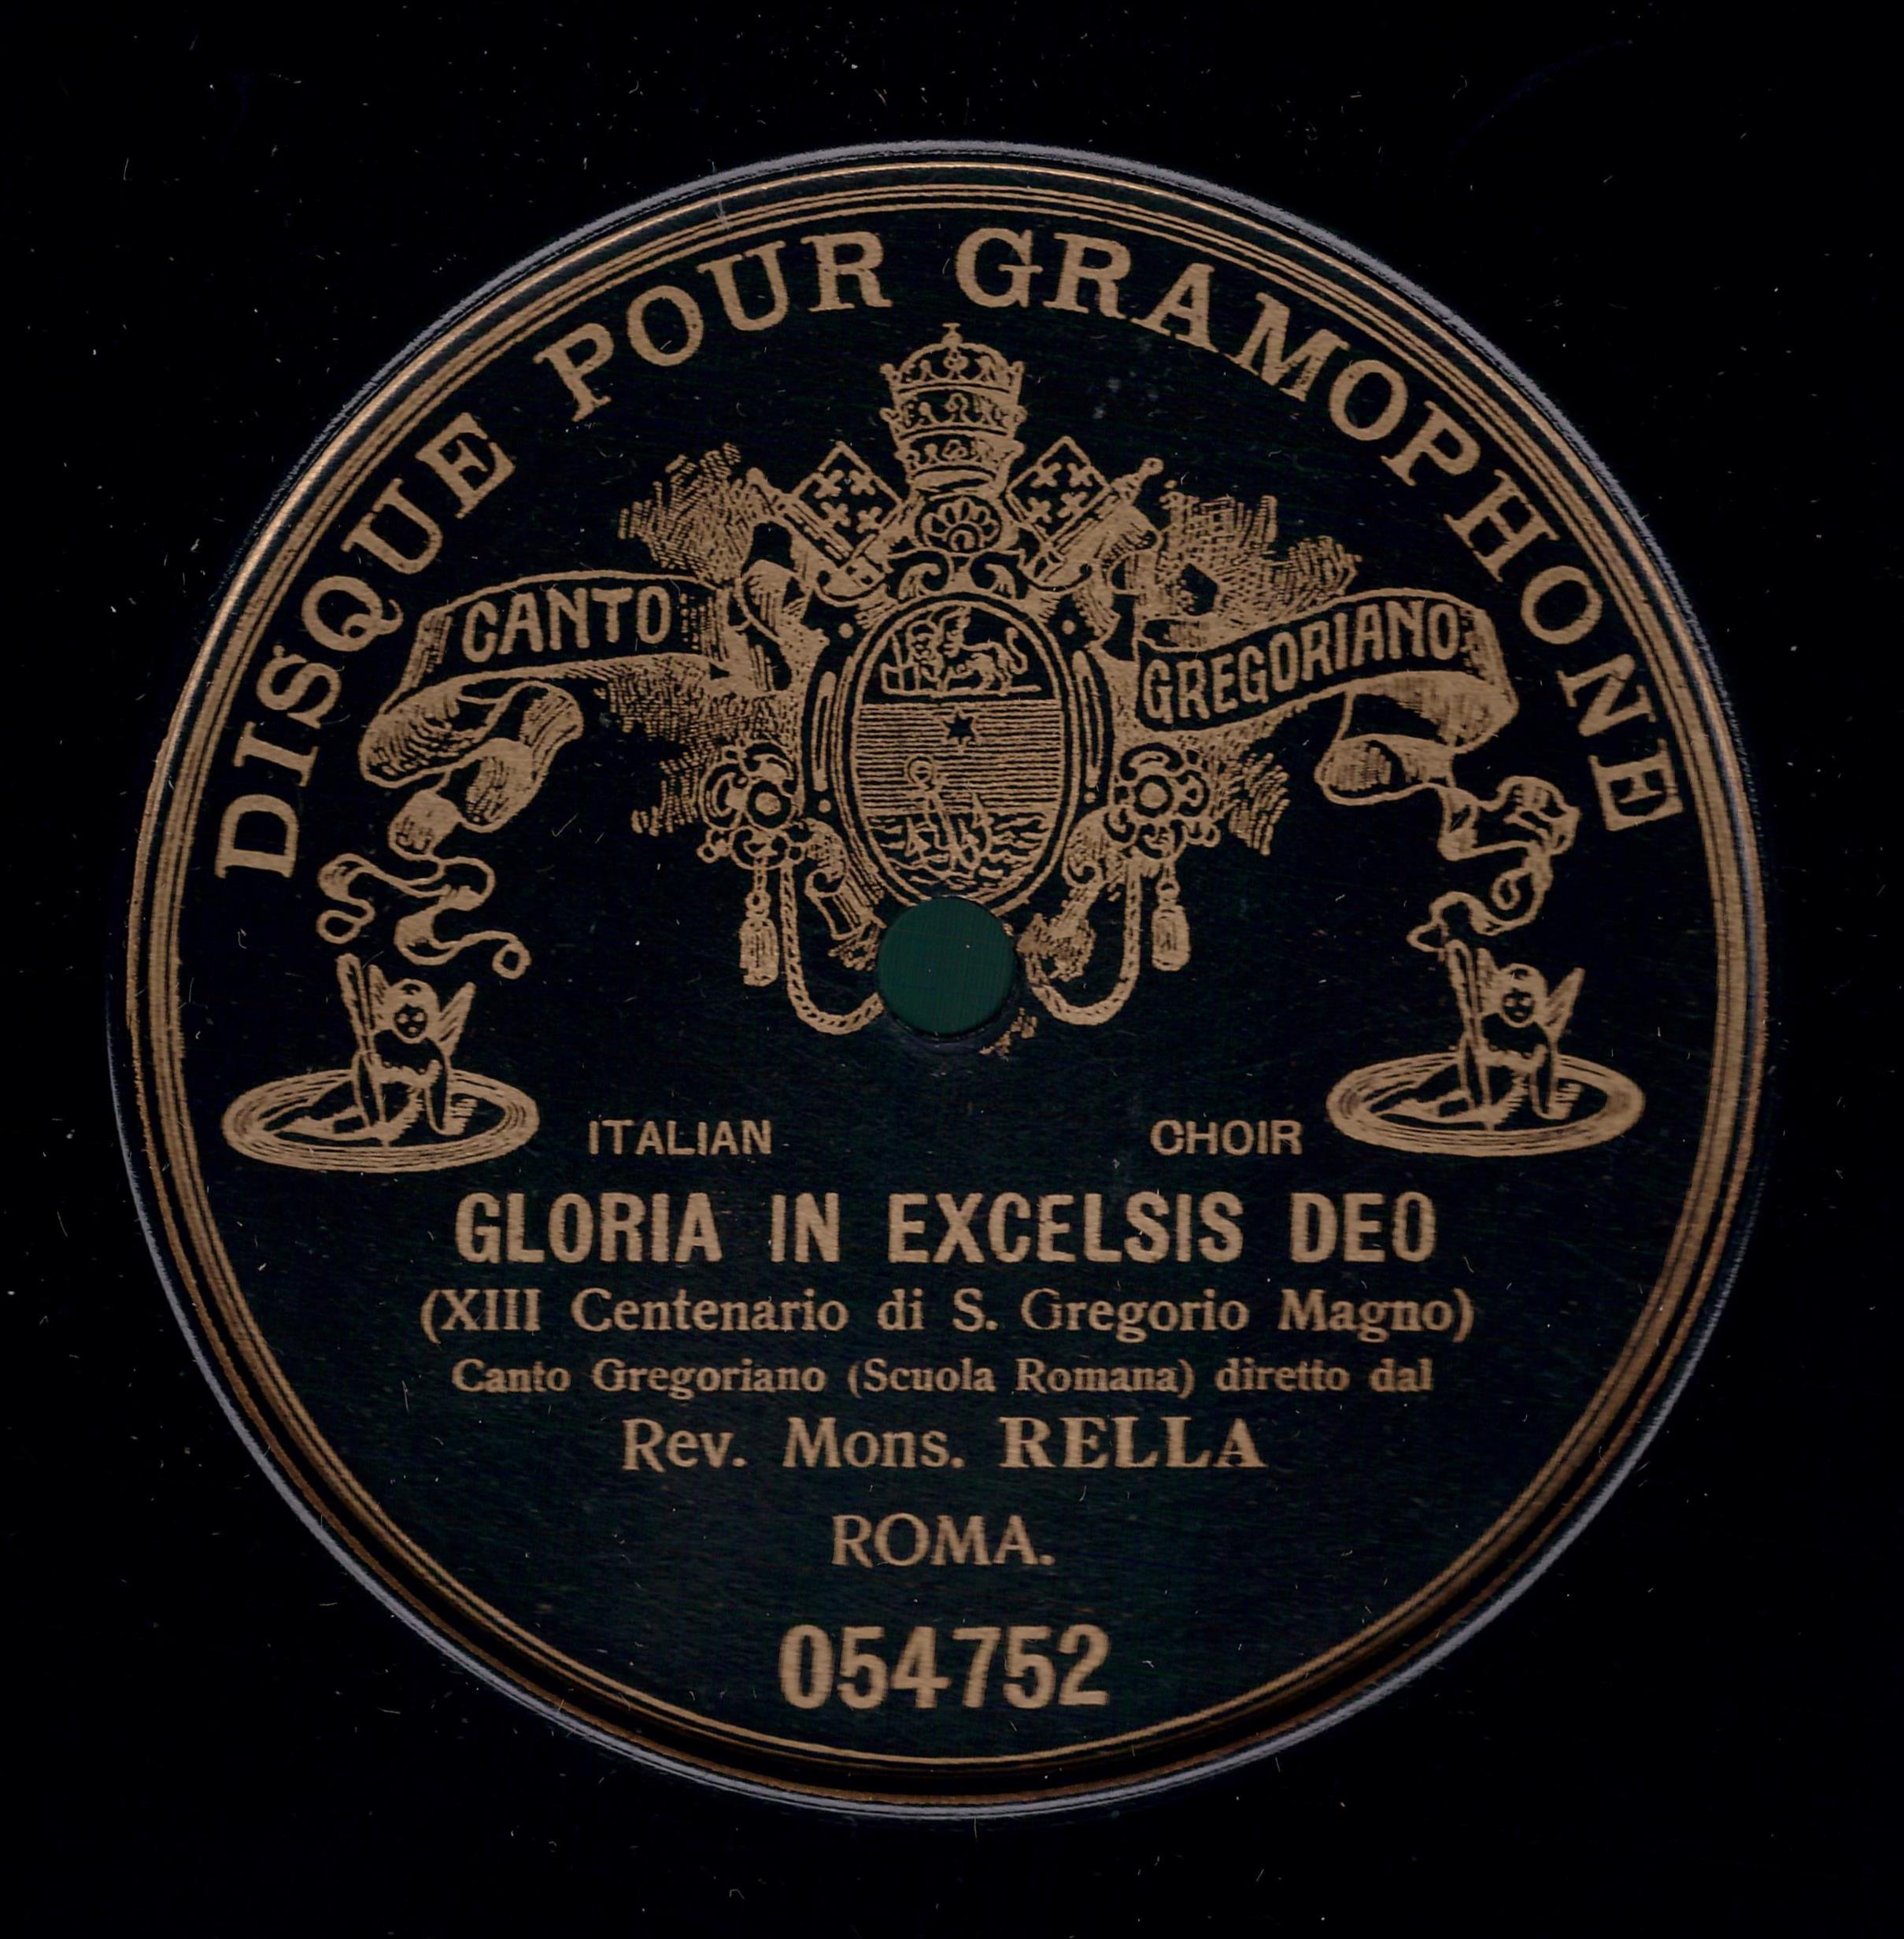 DISQUE POUR GRAMOPHONE
CANTO
GREGORIANO
ITALIAN CHOIR
GLORIA IN EXCELSIS DEO
(XIII Centenario di S. Gregorio Magno)
Canto Gregoriano (Scuola Romana) diretto dal
Rev. Mons. RELLA
ROMA.
054752